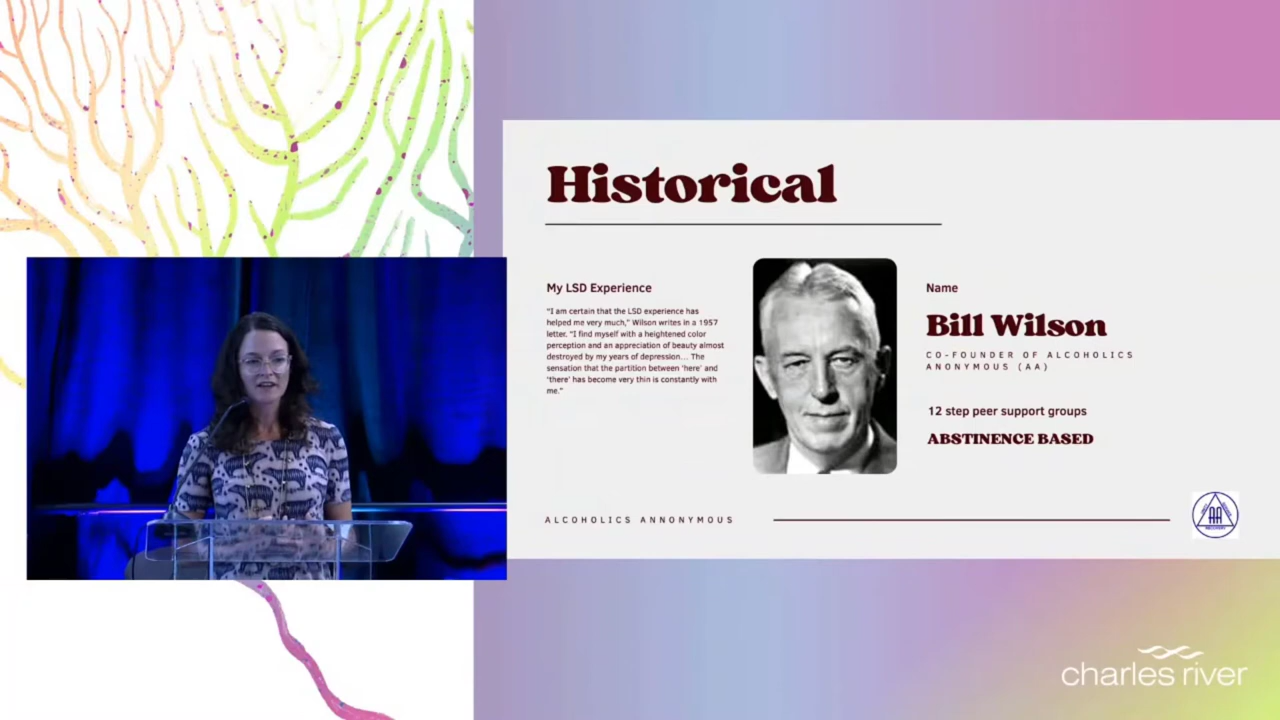 Historical
My LSD Experience
"I am certain that the LSD experience has
helped me very much," Wilson writes in a 1957
letter. "I find myself with a heightened color
perception and an appreciation of beauty almost
destroyed by my years of depression... The
sensation that the partition between 'here' and
'there' has become very thin is constantly with
me."
Name
Bill Wilson
CO-FOUNDER OF ALCOHOLICS
ANONYMOUS (AA)
12 step peer support groups
ABSTINENCE BASED
ALCOHOLICS ANNONYMOUS
AA
charles river